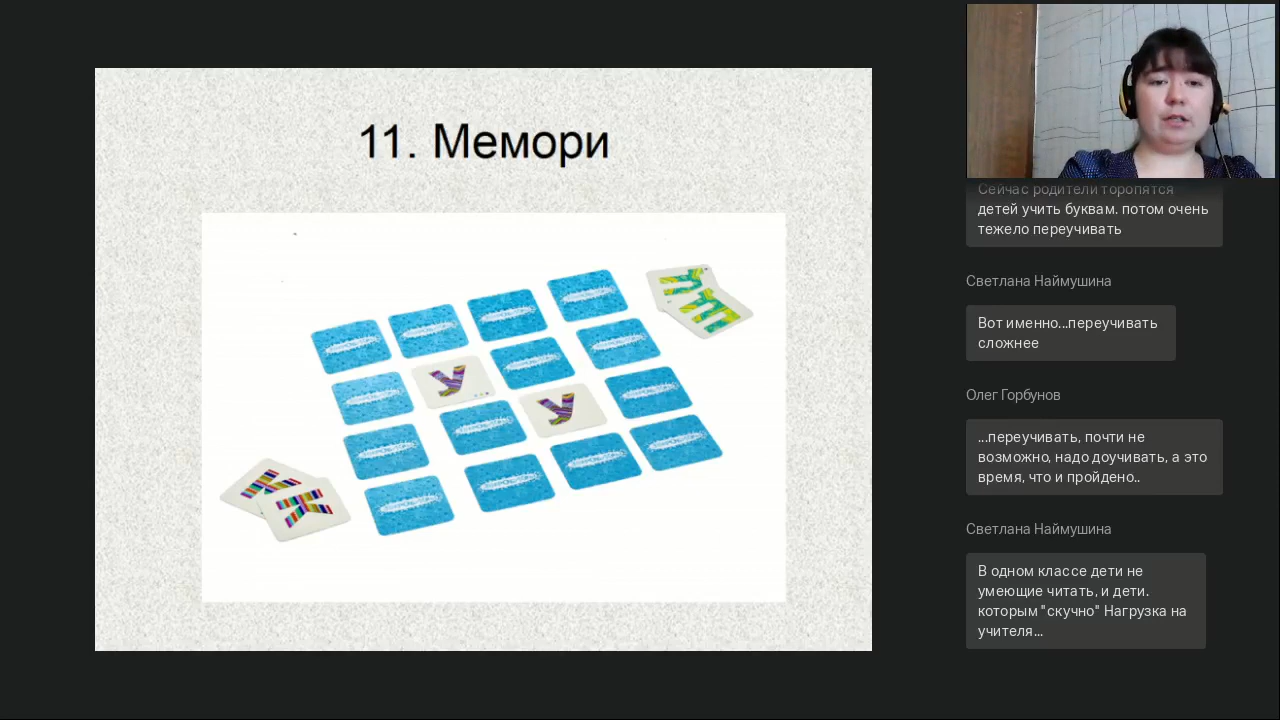 11. Мемори
У
У
К
К
П
П
Сейчас родители торопятся
детей учить буквам. потом очень
тежело переучивать
Светлана Наймушина
Вот именно...переучивать
сложнее
Олег Горбунов
...переучивать, почти не
возможно, надо доучивать, а это
время, что и пройдено..
Светлана Наймушина
В одном классе дети не
умеющие читать, и дети.
которым "скучно" Нагрузка на
учителя...